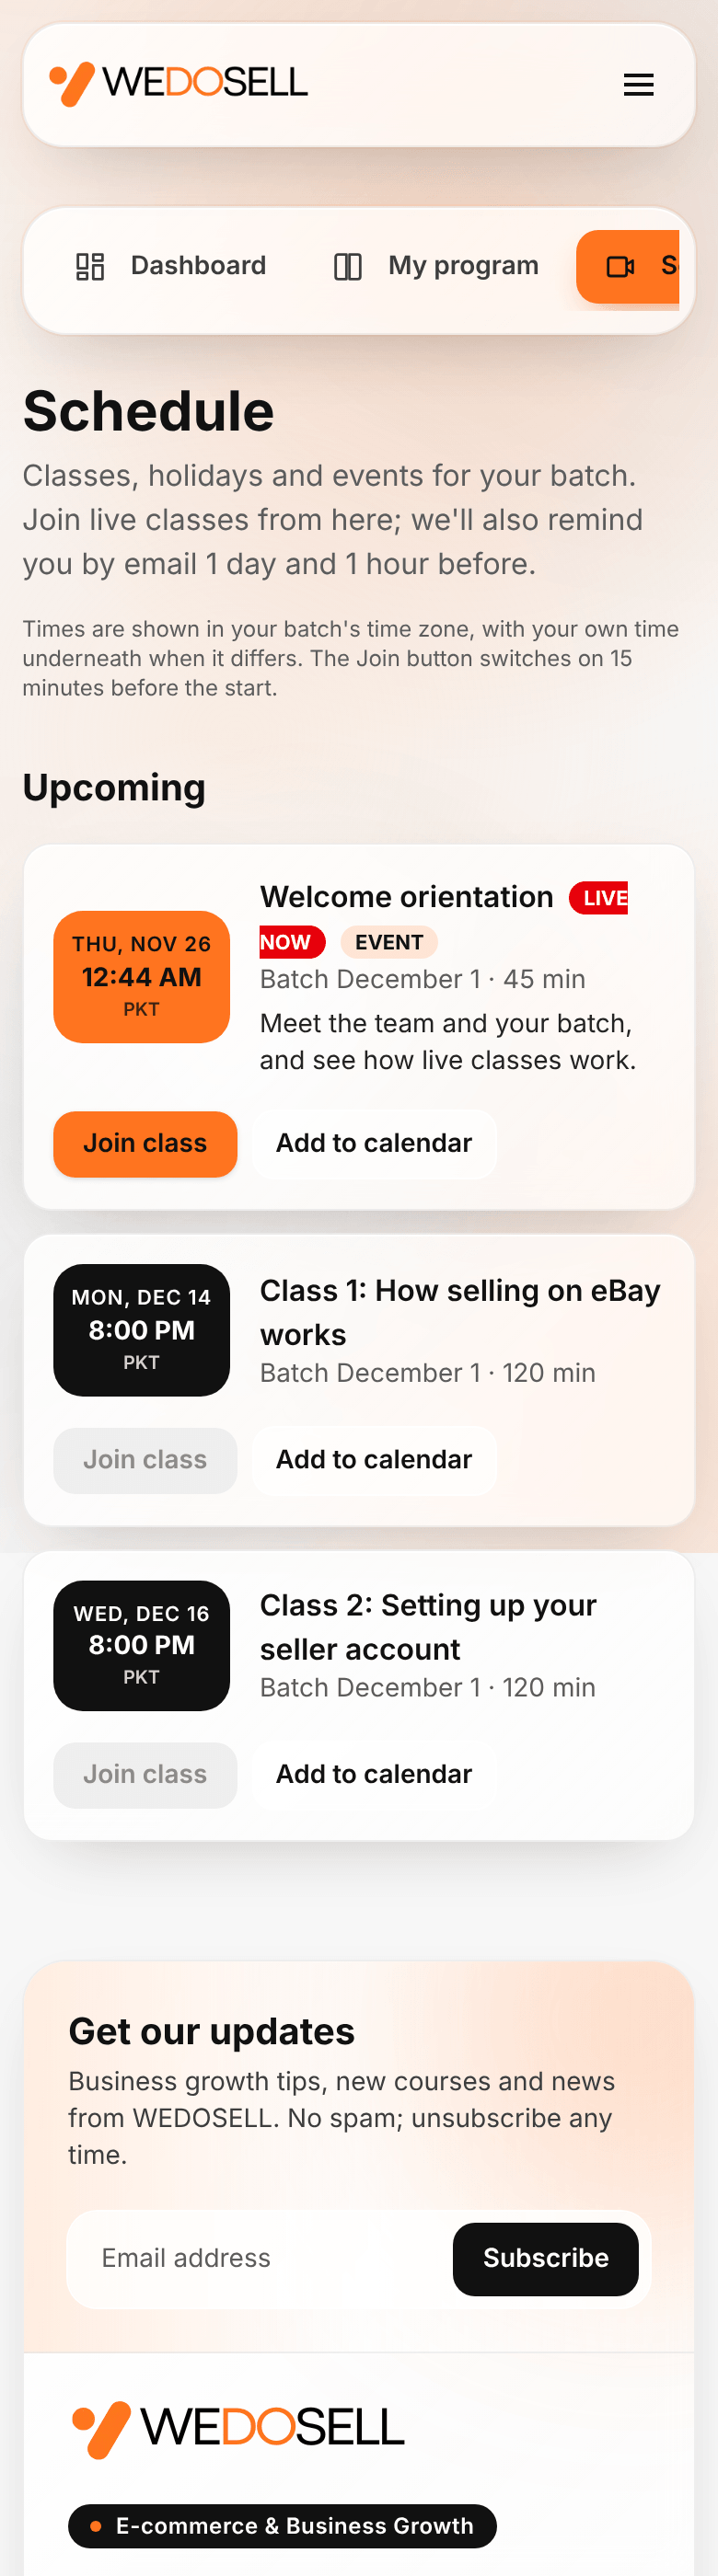 WEDOSELL
Dashboard
My program
Schedule
Classes, holidays and events for your batch.
Join live classes from here; we'll also remind
you by email 1 day and 1 hour before.
Times are shown in your batch's time zone, with your own time
underneath when it differs. The Join button switches on 15
minutes before the start.
Upcoming
THU, NOV 26
12:44 AM
PKT
Welcome orientation LIVE
NOW EVENT
Batch December 1 · 45 min
Meet the team and your batch,
and see how live classes work.
Join class Add to calendar
MON, DEC 14
8:00 PM
PKT
Class 1: How selling on eBay
works
Batch December 1 · 120 min
Join class Add to calendar
WED, DEC 16
8:00 PM
PKT
Class 2: Setting up your
seller account
Batch December 1 · 120 min
Join class Add to calendar
Get our updates
Business growth tips, new courses and news
from WEDOSELL. No spam; unsubscribe any
time.
Email address Subscribe
WEDOSELL
E-commerce & Business Growth